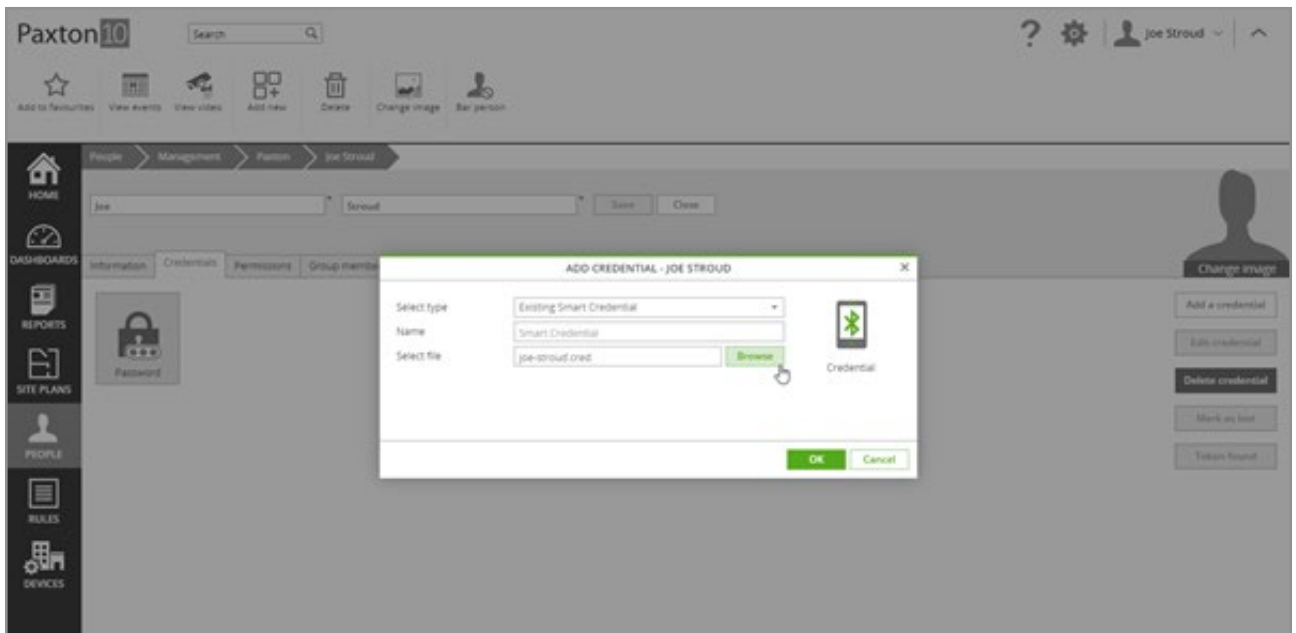 Paxton10
Search
Joe Stroud
Add to favourites View events View video Add new Delete Change image Bar person
People Management Paxton Joe Stroud
HOME
Joe * Stroud * Save Close
DASHBOARDS
Information Credentials Permissions Group membe
Change image
ADD CREDENTIAL - JOE STROUD
Select type Existing Smart Credential
Name Smart Credential
Select file joe-stroud.cred Browse
Credential
OK Cancel
Password
Add a credential
Edit credential
Delete credential
Mark as lost
Token found
REPORTS
SITE PLANS
PEOPLE
RULES
DEVICES